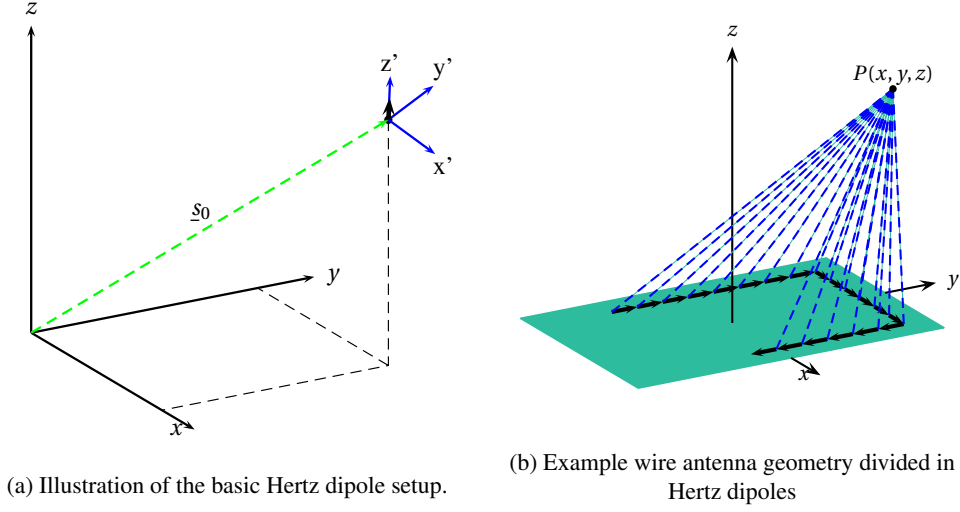 z
z'
y'
x'
s0
y
x
(a) Illustration of the basic Hertz dipole setup.
z
P(x, y, z)
y
x
(b) Example wire antenna geometry divided in
Hertz dipoles